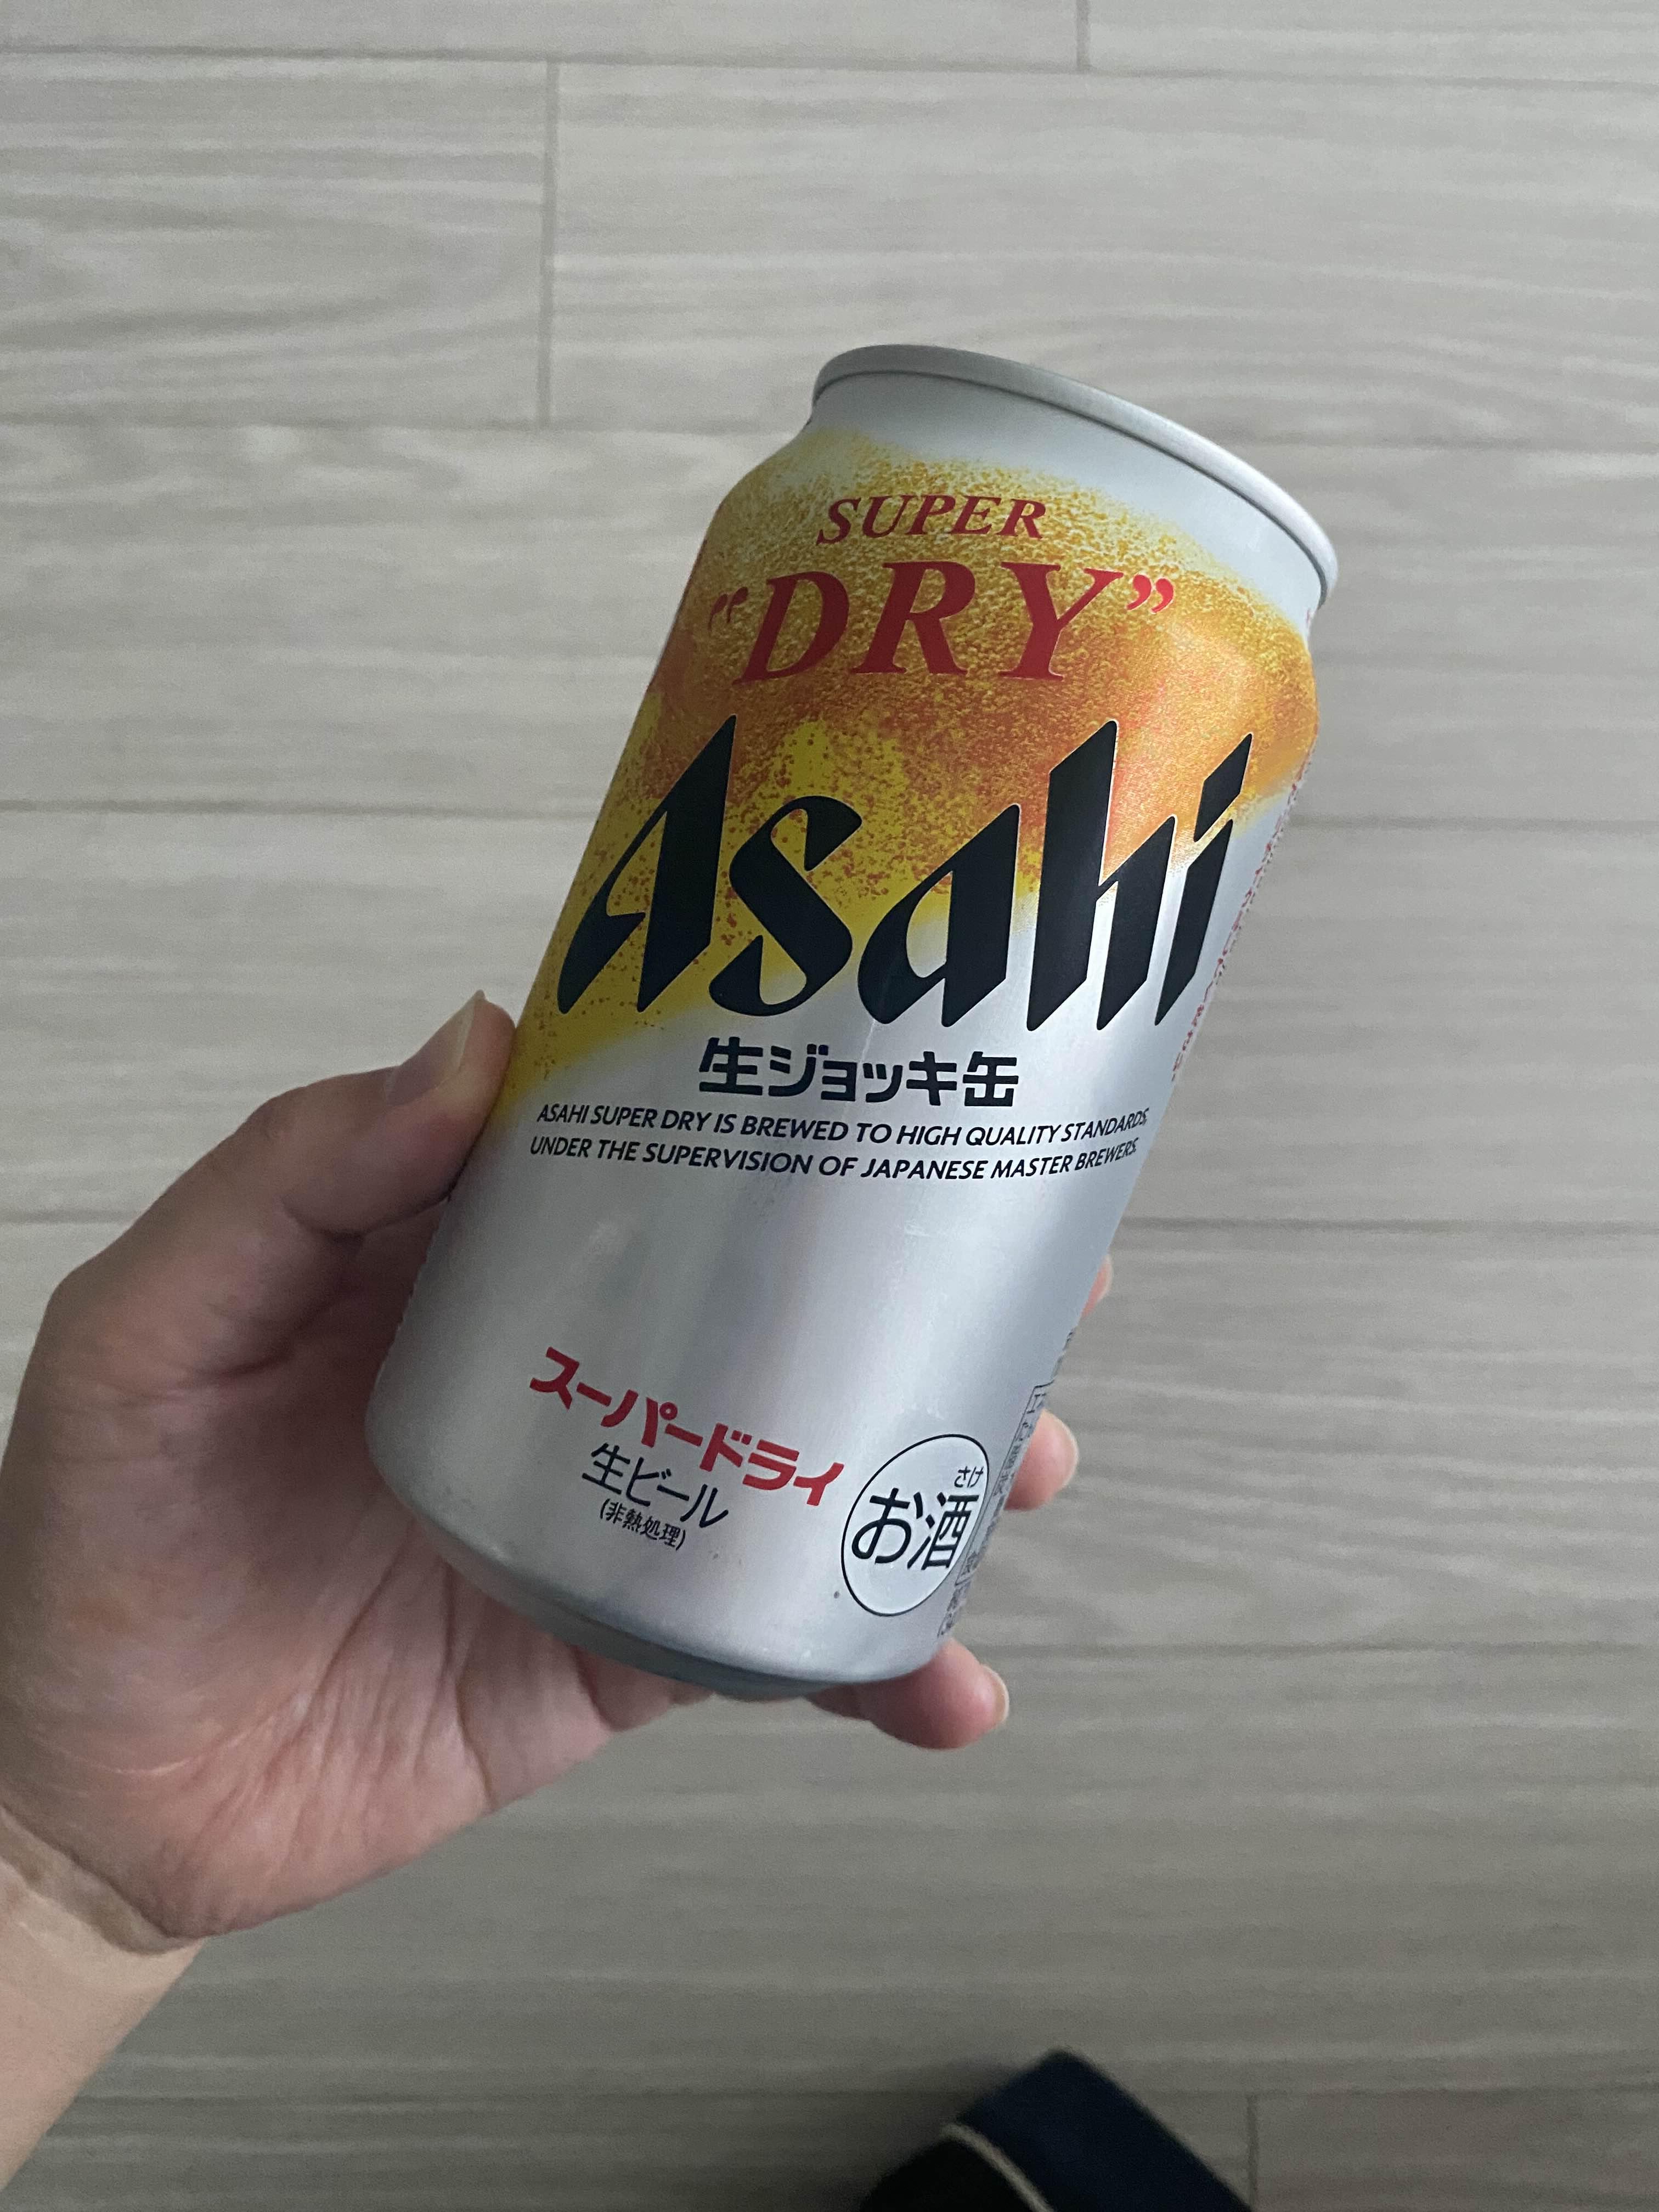 SUPER
"DRY"
Asahi
生ジョッキ缶
ASAHI SUPER DRY IS BREWED TO HIGH QUALITY STANDARDS,
UNDER THE SUPERVISION OF JAPANESE MASTER BREWERS.
スーパードライ
生ビール
(非熱処理)
さけ
お酒